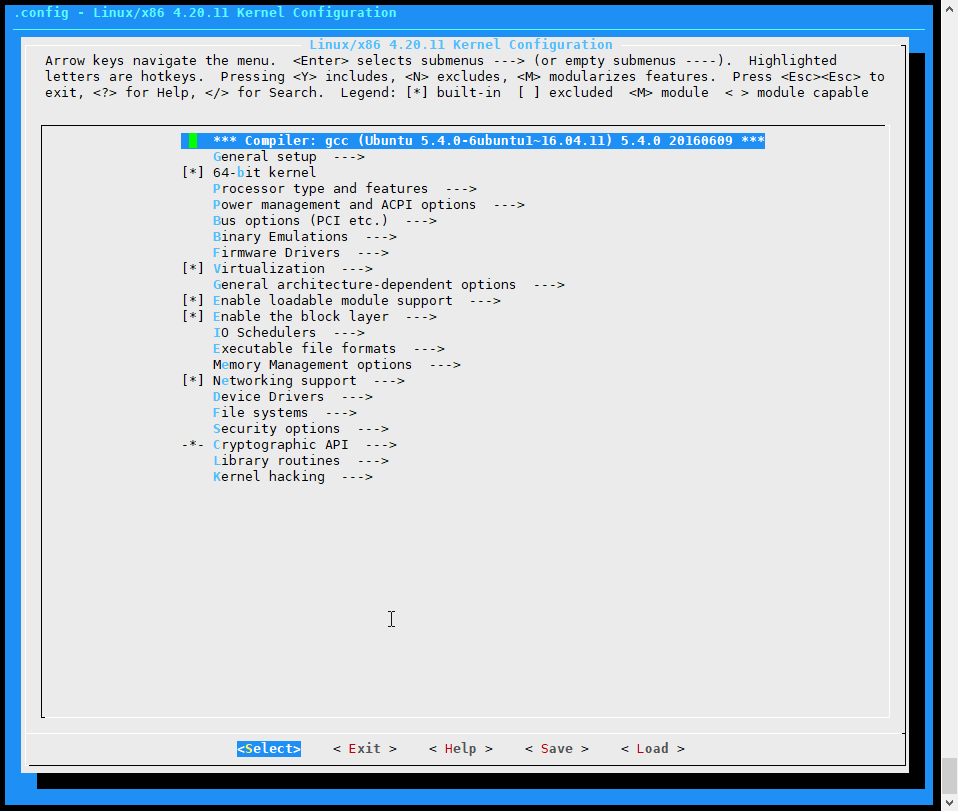 .config - Linux/x86 4.20.11 Kernel Configuration
Linux/x86 4.20.11 Kernel Configuration
Arrow keys navigate the menu.  <Enter> selects submenus ---> (or empty submenus ----).  Highlighted
letters are hotkeys.  Pressing <Y> includes, <N> excludes, <M> modularizes features.  Press <Esc><Esc> to
exit, <?> for Help, </> for Search.  Legend: [*] built-in  [ ] excluded  <M> module  < > module capable
*** Compiler: gcc (Ubuntu 5.4.0-6ubuntu1~16.04.11) 5.4.0 20160609 ***
General setup  --->
[*] 64-bit kernel
Processor type and features  --->
Power management and ACPI options  --->
Bus options (PCI etc.)  --->
Binary Emulations  --->
Firmware Drivers  --->
[*] Virtualization  --->
General architecture-dependent options  --->
[*] Enable loadable module support  --->
[*] Enable the block layer  --->
IO Schedulers  --->
Executable file formats  --->
Memory Management options  --->
[*] Networking support  --->
Device Drivers  --->
File systems  --->
Security options  --->
-*- Cryptographic API  --->
Library routines  --->
Kernel hacking  --->
<Select>    < Exit >    < Help >    < Save >    < Load >